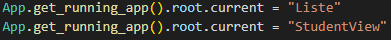 App.get_running_app().root.current = "Liste"
App.get_running_app().root.current = "StudentView"